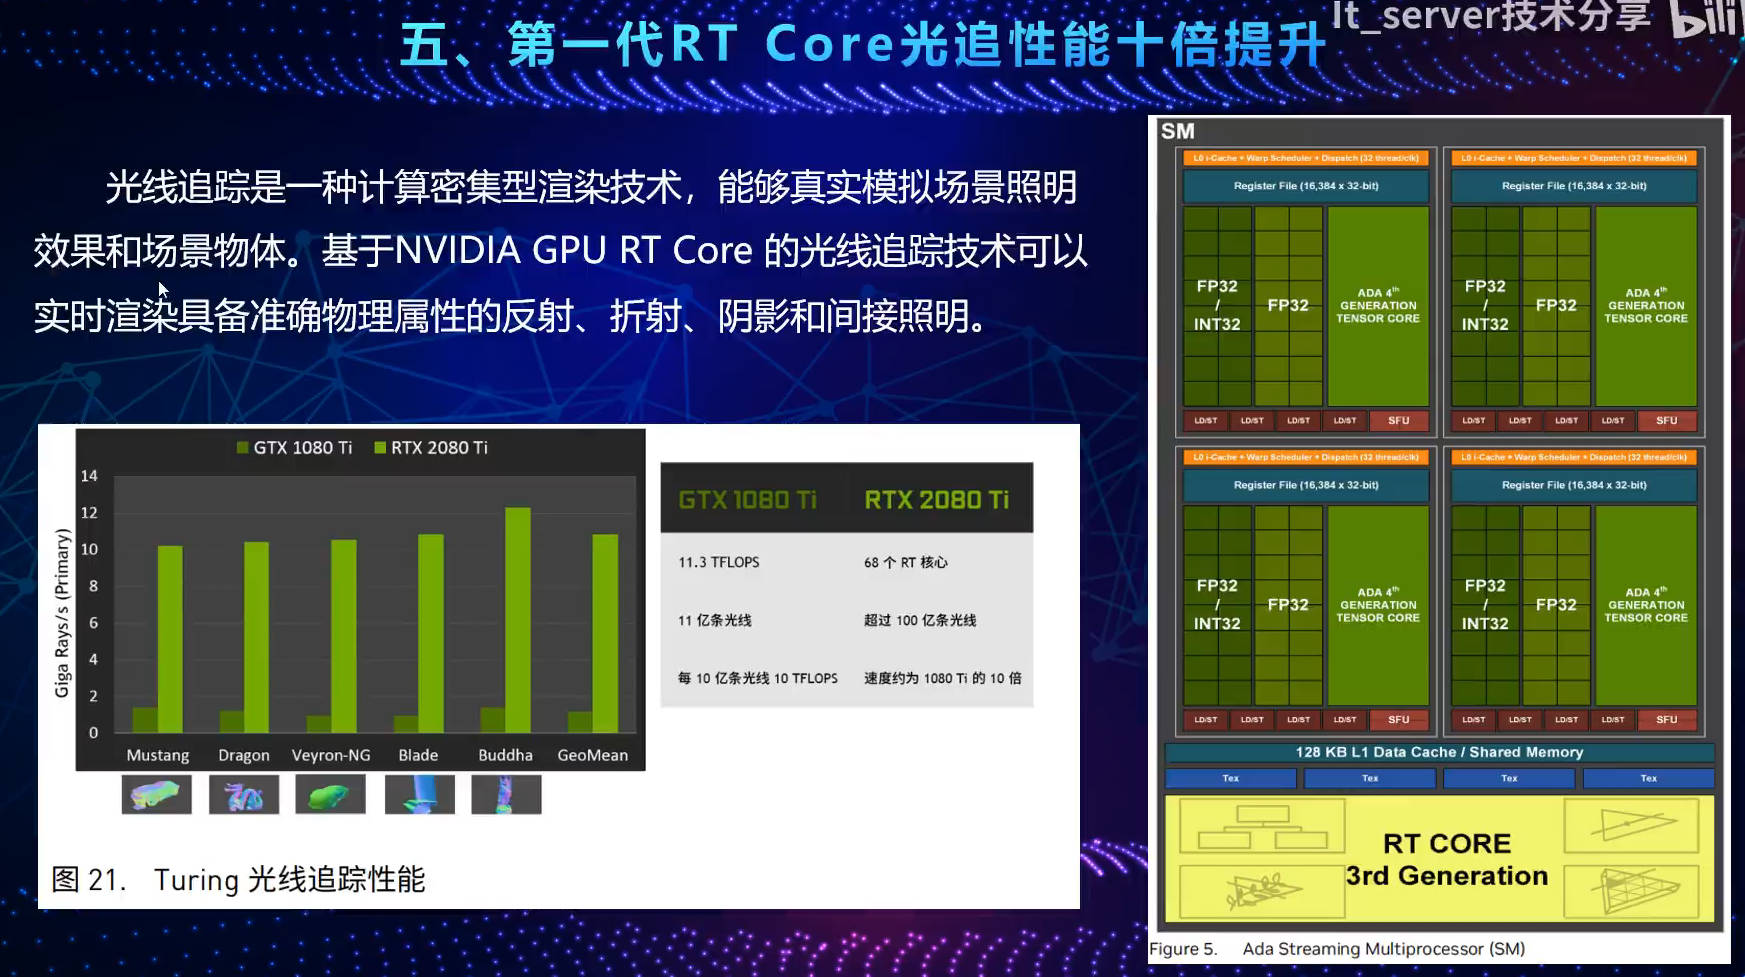 五、第一代RT Core光追性能十倍提升
It_server技术分享
bili
光线追踪是一种计算密集型渲染技术，能够真实模拟场景照明
效果和场景物体。基于NVIDIA GPU RT Core 的光线追踪技术可以
实时渲染具备准确物理属性的反射、折射、阴影和间接照明。
GTX 1080 Ti RTX 2080 Ti
Giga Rays/s (Primary)
14
12
10
8
6
4
2
0
Mustang Dragon Veyron-NG Blade Buddha GeoMean
GTX 1080 Ti RTX 2080 Ti
11.3 TFLOPS 68 个 RT 核心
11 亿条光线 超过 100 亿条光线
每 10 亿条光线 10 TFLOPS 速度约为 1080 Ti 的 10 倍
图 21. Turing 光线追踪性能
SM
L0 i-Cache + Warp Scheduler + Dispatch (32 thread/clk) L0 i-Cache + Warp Scheduler + Dispatch (32 thread/clk)
Register File (16,384 x 32-bit) Register File (16,384 x 32-bit)
FP32
/
INT32
FP32
ADA 4th
GENERATION
TENSOR CORE
FP32
/
INT32
FP32
ADA 4th
GENERATION
TENSOR CORE
LD/ST LD/ST LD/ST LD/ST SFU LD/ST LD/ST LD/ST LD/ST SFU
L0 i-Cache + Warp Scheduler + Dispatch (32 thread/clk) L0 i-Cache + Warp Scheduler + Dispatch (32 thread/clk)
Register File (16,384 x 32-bit) Register File (16,384 x 32-bit)
FP32
/
INT32
FP32
ADA 4th
GENERATION
TENSOR CORE
FP32
/
INT32
FP32
ADA 4th
GENERATION
TENSOR CORE
LD/ST LD/ST LD/ST LD/ST SFU LD/ST LD/ST LD/ST LD/ST SFU
128 KB L1 Data Cache / Shared Memory
Tex Tex Tex Tex
RT CORE
3rd Generation
Figure 5. Ada Streaming Multiprocessor (SM)